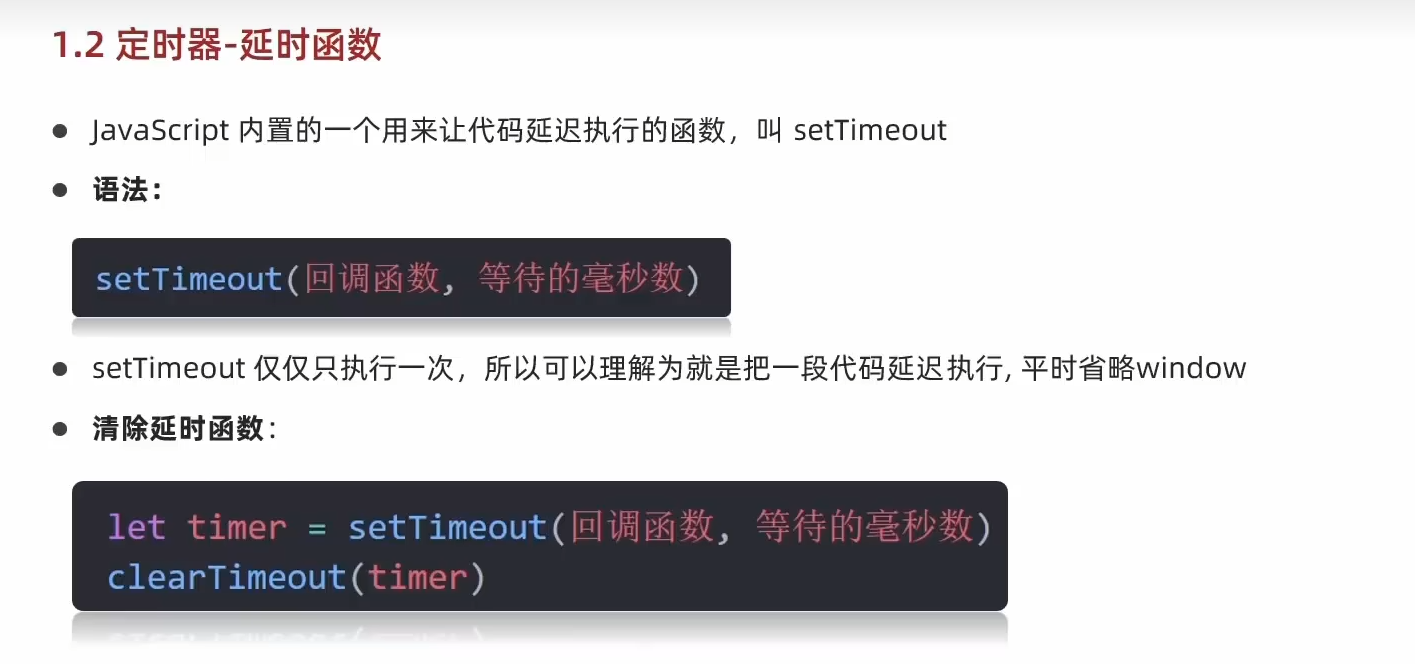 1.2 定时器-延时函数
JavaScript 内置的一个用来让代码延迟执行的函数，叫 setTimeout
语法：
setTimeout(回调函数, 等待的毫秒数)
setTimeout 仅仅只执行一次，所以可以理解为就是把一段代码延迟执行, 平时省略window
清除延时函数：
let timer = setTimeout(回调函数, 等待的毫秒数)
clearTimeout(timer)